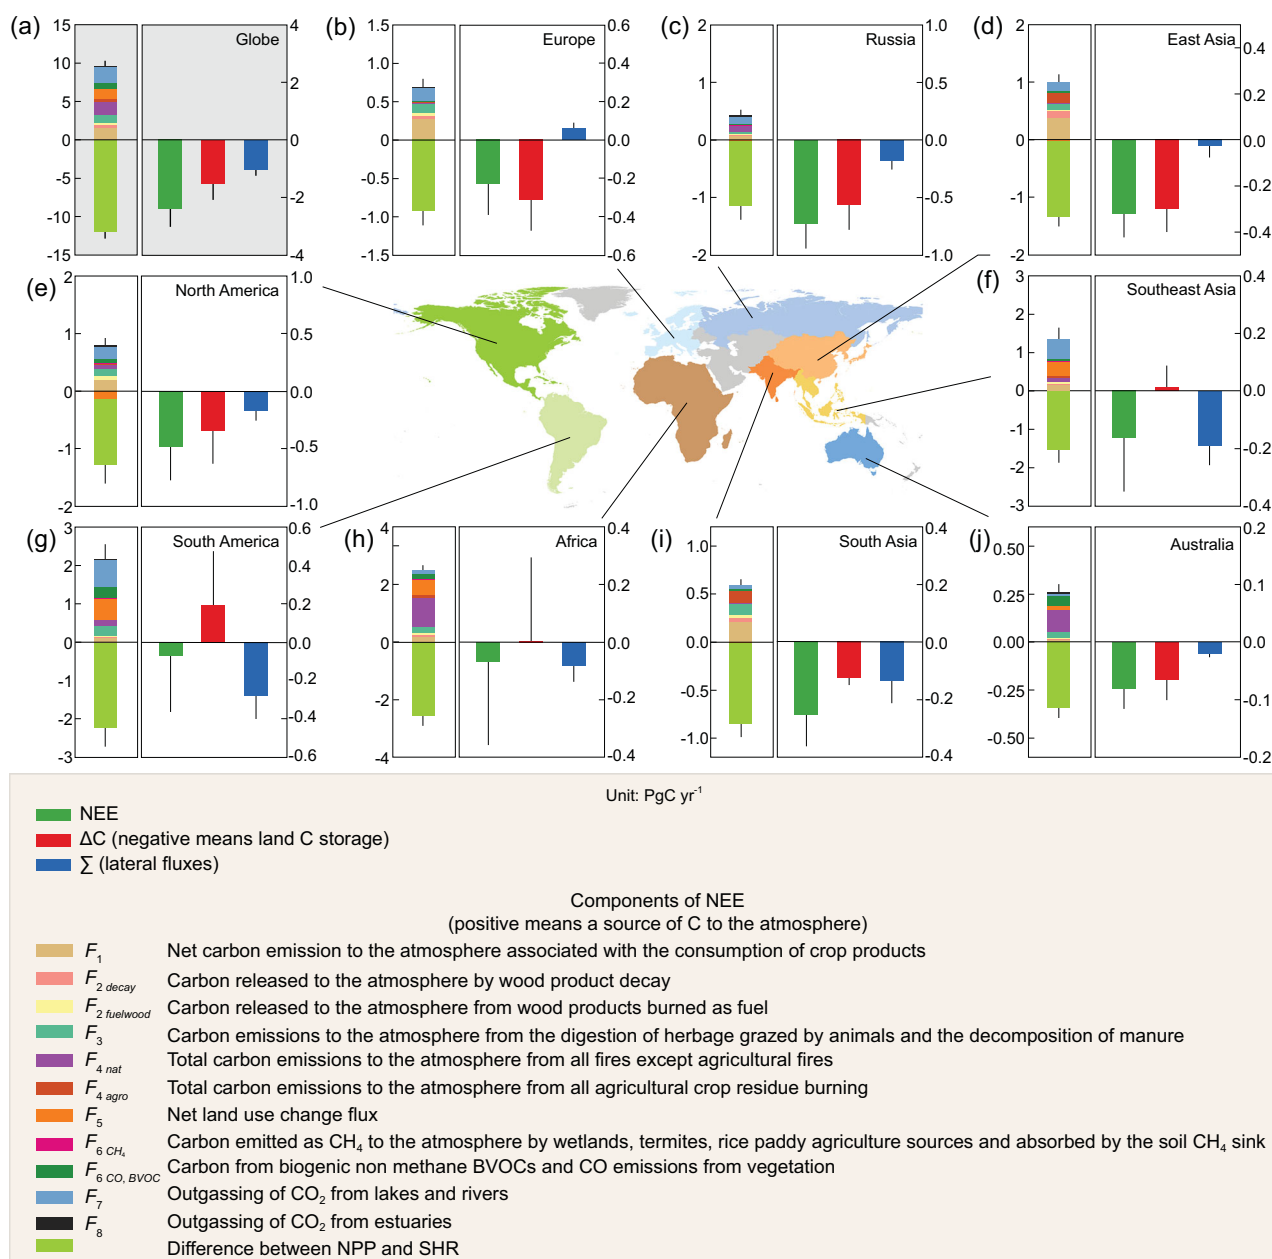 (a)
Globe
15
10
5
0
-5
-10
-15
4
2
0
-2
-4
(b)
Europe
1.5
1.0
0.5
0.0
-0.5
-1.0
-1.5
0.6
0.4
0.2
0.0
-0.2
-0.4
-0.6
(c)
Russia
2
1
0
-1
-2
1.0
0.5
0.0
-0.5
-1.0
(d)
East Asia
2
1
0
-1
-2
0.4
0.2
0.0
-0.2
-0.4
(e)
North America
2
1
0
-1
-2
1.0
0.5
0.0
-0.5
-1.0
(f)
Southeast Asia
3
2
1
0
-1
-2
-3
0.4
0.2
0.0
-0.2
-0.4
(g)
South America
3
2
1
0
-1
-2
-3
0.6
0.4
0.2
0.0
-0.2
-0.4
-0.6
(h)
Africa
4
2
0
-2
-4
0.4
0.2
0.0
-0.2
-0.4
(i)
South Asia
1.0
0.5
0.0
-0.5
-1.0
0.4
0.2
0.0
-0.2
-0.4
(j)
Australia
0.50
0.25
0.00
-0.25
-0.50
0.2
0.1
0.0
-0.1
-0.2
Unit: PgC yr⁻¹
NEE
ΔC (negative means land C storage)
∑ (lateral fluxes)
Components of NEE
(positive means a source of C to the atmosphere)
F₁ Net carbon emission to the atmosphere associated with the consumption of crop products
F₂ decay Carbon released to the atmosphere by wood product decay
F₂ fuelwood Carbon released to the atmosphere from wood products burned as fuel
F₃ Carbon emissions to the atmosphere from the digestion of herbage grazed by animals and the decomposition of manure
F₄ nat Total carbon emissions to the atmosphere from all fires except agricultural fires
F₄ agro Total carbon emissions to the atmosphere from all agricultural crop residue burning
F₅ Net land use change flux
F₆ CH₄ Carbon emitted as CH₄ to the atmosphere by wetlands, termites, rice paddy agriculture sources and absorbed by the soil CH₄ sink
F₆ CO, BVOC Carbon from biogenic non methane BVOCs and CO emissions from vegetation
F₇ Outgassing of CO₂ from lakes and rivers
F₈ Outgassing of CO₂ from estuaries
Difference between NPP and SHR